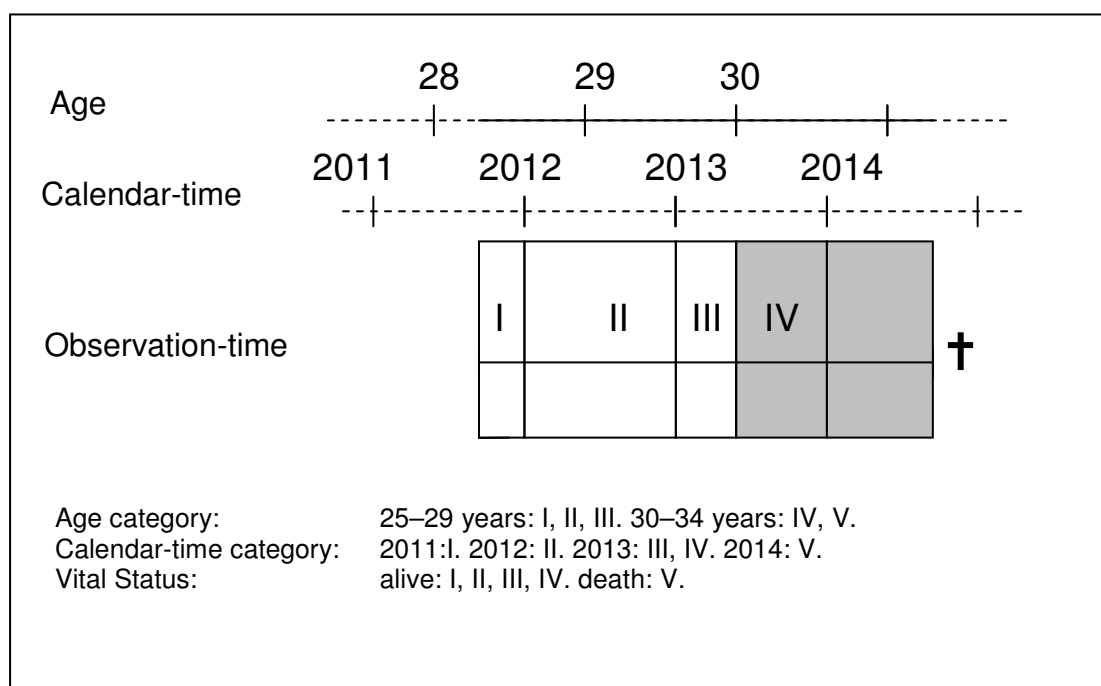 28 29 30
Age
2011 2012 2013 2014
Calendar-time
I II III IV
Observation-time
Age category: 25–29 years: I, II, III. 30–34 years: IV, V.
Calendar-time category: 2011:I. 2012: II. 2013: III, IV. 2014: V.
Vital Status: alive: I, II, III, IV. death: V.